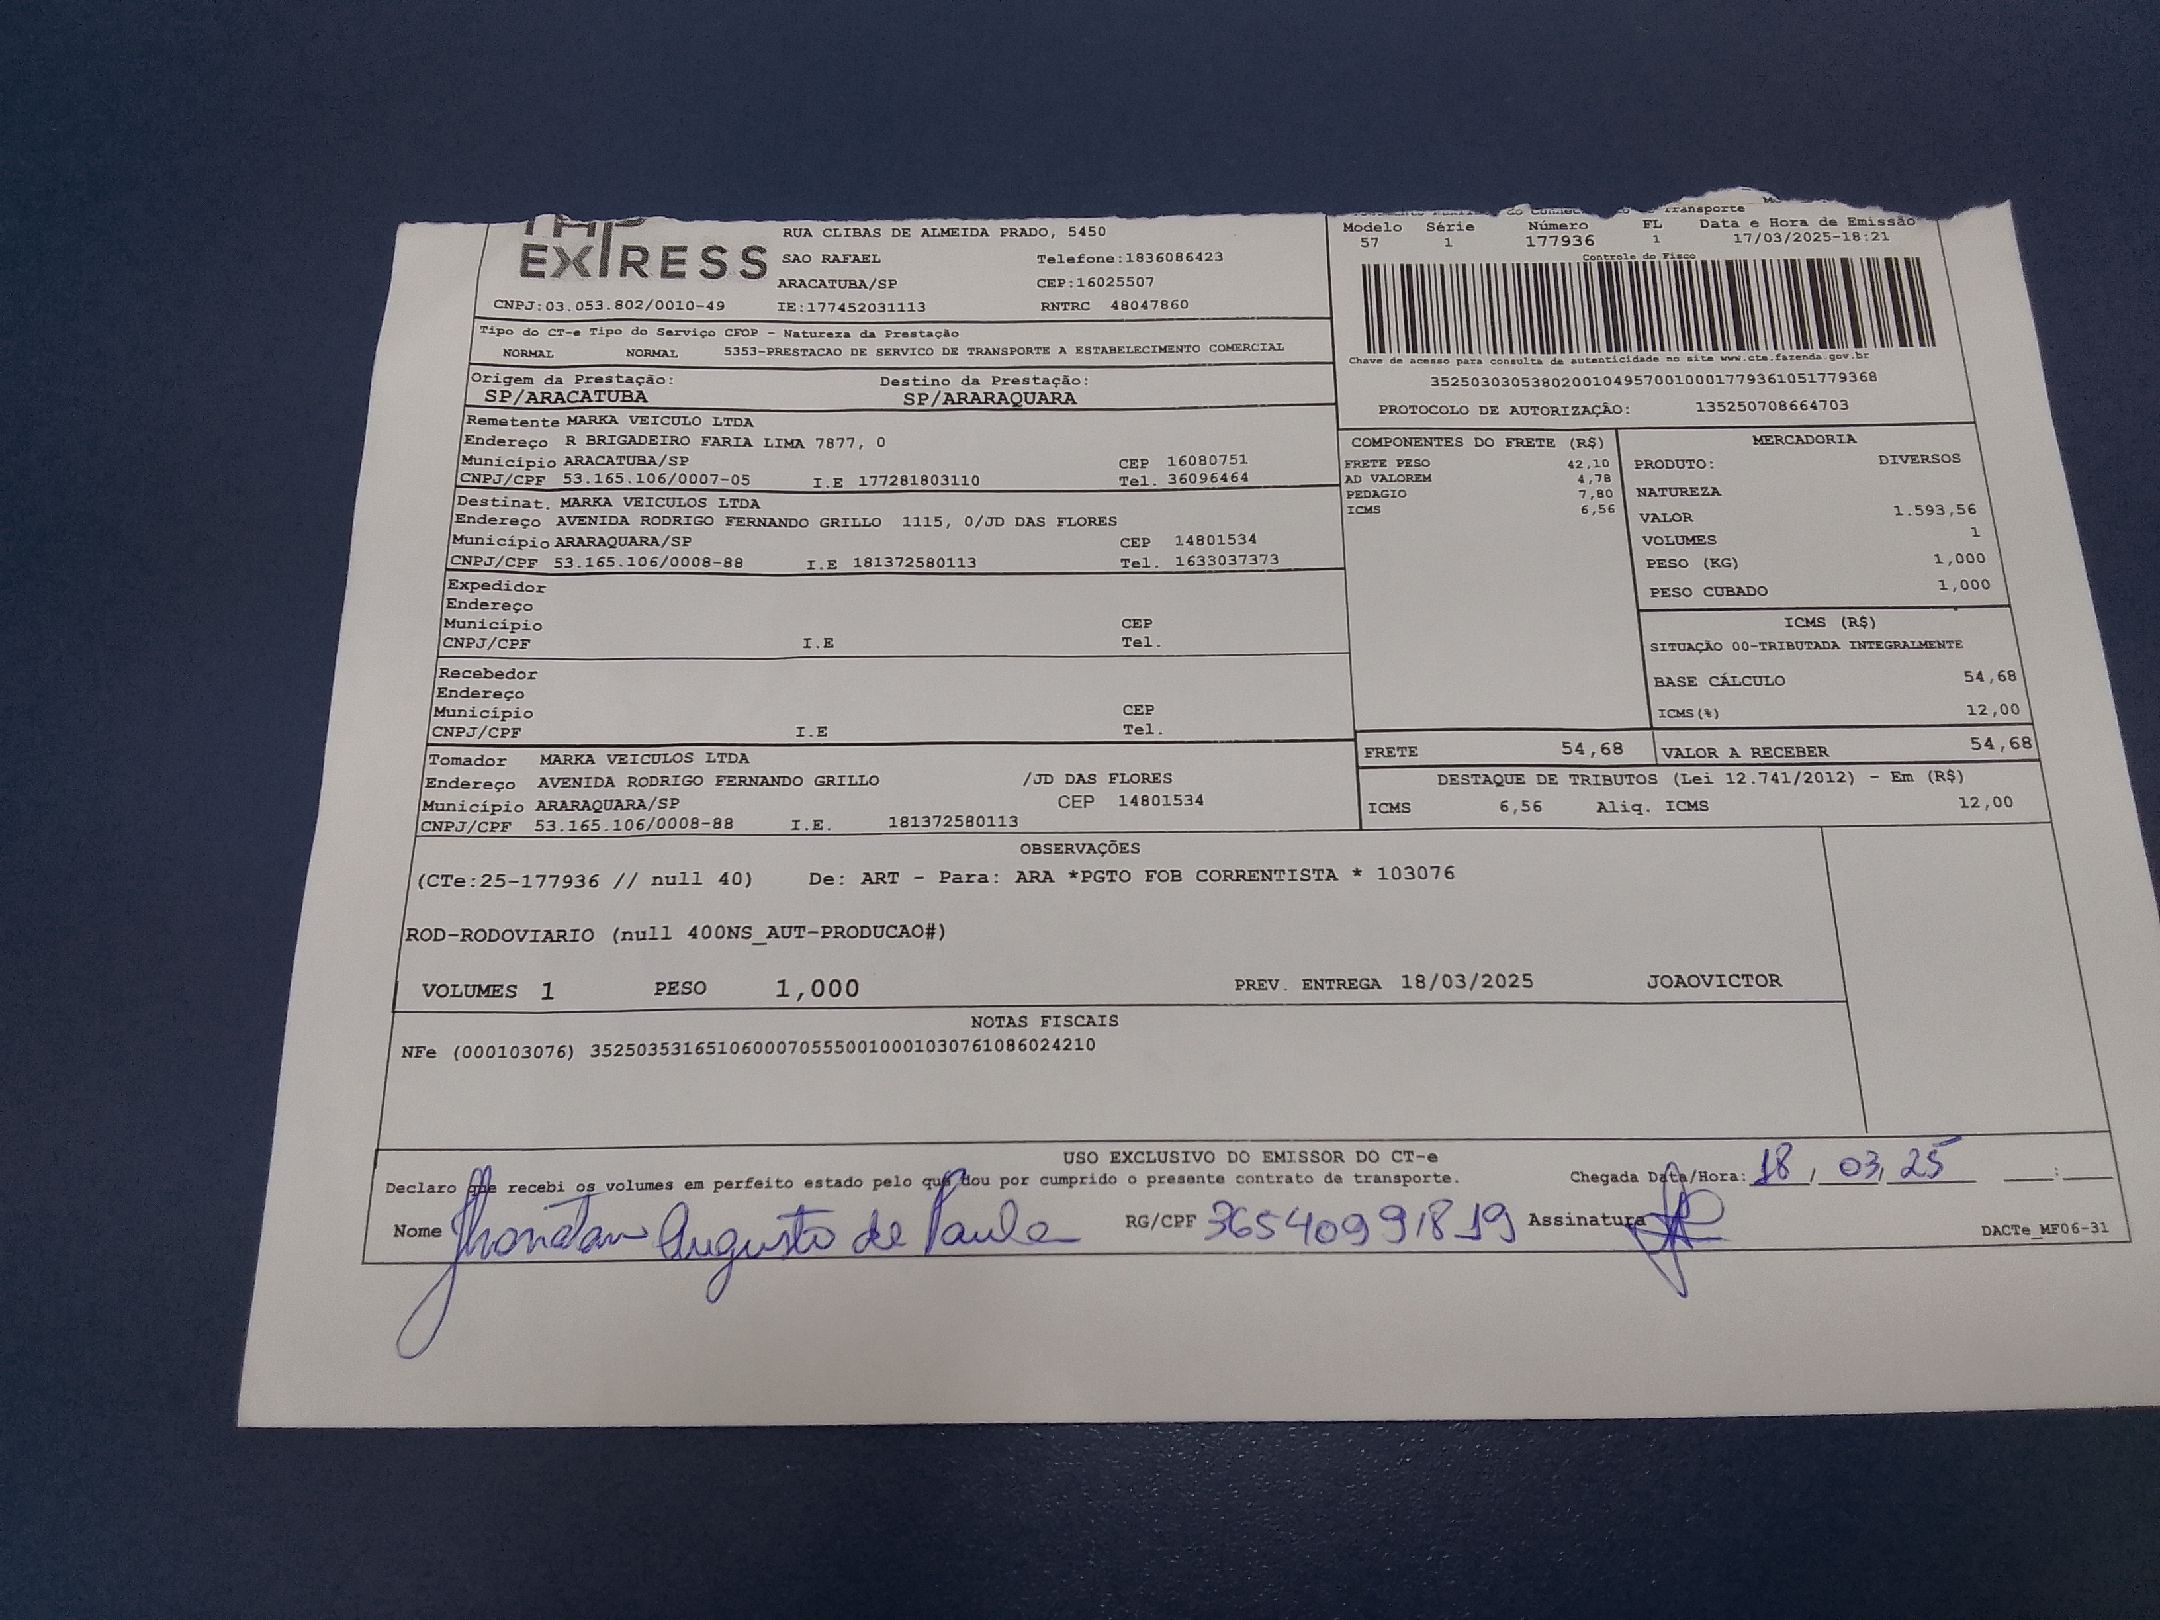 EXPRESS
RUA CLIBAS DE ALMEIDA PRADO, 5450
SAO RAFAEL Telefone:1836086423
ARACATUBA/SP CEP:16025507
CNPJ:03.053.802/0010-49 IE:177452031113 RNTRC 48047860
Modelo Série Número FL Data e Hora de Emissão
57 1 177936 1 17/03/2025-18:21
Controle do Fisco
Chave de acesso para consulta de autenticidade no site www.cte.fazenda.gov.br
35250303053802001049570010001779361051779368
PROTOCOLO DE AUTORIZAÇÃO: 135250708664703
Tipo do CT-e Tipo do Serviço CFOP - Natureza da Prestação
NORMAL NORMAL 5353-PRESTACAO DE SERVICO DE TRANSPORTE A ESTABELECIMENTO COMERCIAL
Origem da Prestação: Destino da Prestação:
SP/ARACATUBA SP/ARARAQUARA
Remetente MARKA VEICULO LTDA
Endereço R BRIGADEIRO FARIA LIMA 7877, 0
Município ARACATUBA/SP CEP 16080751
CNPJ/CPF 53.165.106/0007-05 I.E 177281803110 Tel. 36096464
Destinat. MARKA VEICULOS LTDA
Endereço AVENIDA RODRIGO FERNANDO GRILLO 1115, 0/JD DAS FLORES
Município ARARAQUARA/SP CEP 14801534
CNPJ/CPF 53.165.106/0008-88 I.E 181372580113 Tel. 1633037373
Expedidor
Endereço
Município CEP
CNPJ/CPF I.E Tel.
Recebedor
Endereço
Município CEP
CNPJ/CPF I.E Tel.
Tomador MARKA VEICULOS LTDA
Endereço AVENIDA RODRIGO FERNANDO GRILLO /JD DAS FLORES
Município ARARAQUARA/SP CEP 14801534
CNPJ/CPF 53.165.106/0008-88 I.E. 181372580113
COMPONENTES DO FRETE (R$)
FRETE PESO 42,10
AD VALOREM 4,78
PEDAGIO 7,80
ICMS 6,56
MERCADORIA
PRODUTO: DIVERSOS
NATUREZA
VALOR 1.593,56
VOLUMES 1
PESO (KG) 1,000
PESO CUBADO 1,000
ICMS (R$)
SITUAÇÃO 00-TRIBUTADA INTEGRALMENTE
BASE CÁLCULO 54,68
ICMS(%) 12,00
FRETE 54,68 VALOR A RECEBER 54,68
DESTAQUE DE TRIBUTOS (Lei 12.741/2012) - Em (R$)
ICMS 6,56 Aliq. ICMS 12,00
OBSERVAÇÕES
(CTe:25-177936 // null 40) De: ART - Para: ARA *PGTO FOB CORRENTISTA * 103076
ROD-RODOVIARIO (null 400NS_AUT-PRODUCAO#)
VOLUMES 1 PESO 1,000 PREV. ENTREGA 18/03/2025 JOAOVICTOR
NOTAS FISCAIS
NFe (000103076) 35250353165106000705550010001030761086024210
USO EXCLUSIVO DO EMISSOR DO CT-e
Declaro que recebi os volumes em perfeito estado pelo que dou por cumprido o presente contrato de transporte. Chegada Data/Hora: 18 / 03 / 25 :
Nome Jhonatan Augusto de Paula RG/CPF 36540991819 Assinatura
DACTe_MF06-31